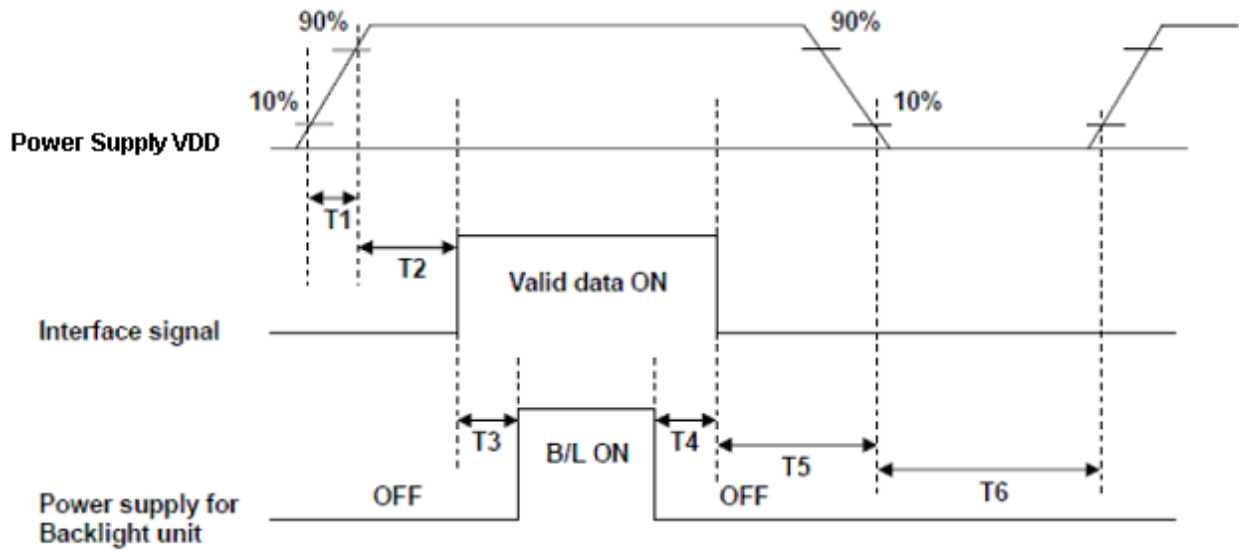 90%
90%
10%
10%
Power Supply VDD
T1
T2
Valid data ON
Interface signal
T3
T4
B/L ON
T5
T6
OFF
OFF
Power supply for
Backlight unit